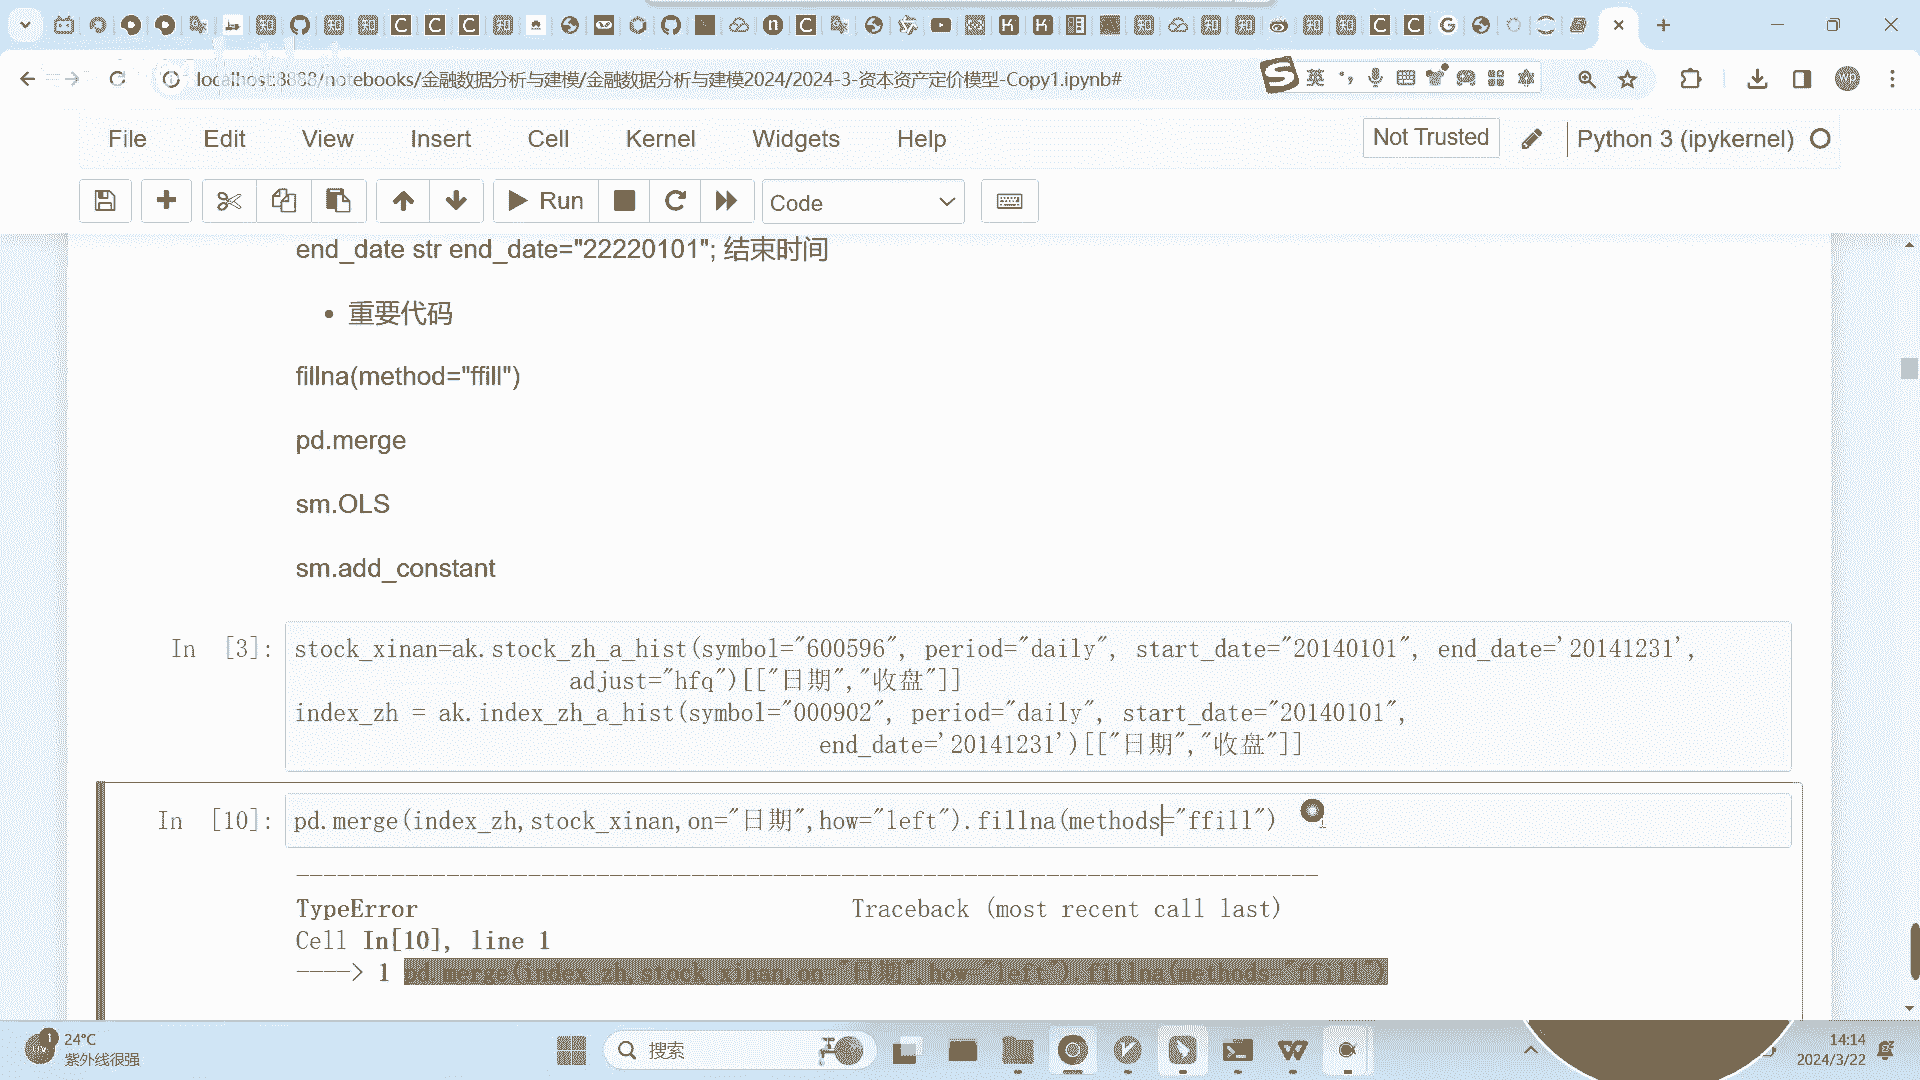 localhost:8888/notebooks/金融数据分析与建模/金融数据分析与建模2024/2024-3-资本资产定价模型-Copy1.ipynb#
英
File Edit View Insert Cell Kernel Widgets Help
Not Trusted
Python 3 (ipykernel)
Run
Code
end_date str end_date="22220101"; 结束时间
• 重要代码
fillna(method="ffill")
pd.merge
sm.OLS
sm.add_constant
In [3]:
stock_xinan=ak.stock_zh_a_hist(symbol="600596", period="daily", start_date="20140101", end_date='20141231',
adjust="hfq")[["日期","收盘"]]
index_zh = ak.index_zh_a_hist(symbol="000902", period="daily", start_date="20140101",
end_date='20141231')[["日期","收盘"]]
In [10]:
pd.merge(index_zh,stock_xinan,on="日期",how="left").fillna(methods="ffill")
TypeError Traceback (most recent call last)
Cell In[10], line 1
----> 1 pd.merge(index_zh,stock_xinan,on="日期",how="left").fillna(methods="ffill")
24°C
紫外线很强
搜索
14:14
2024/3/22